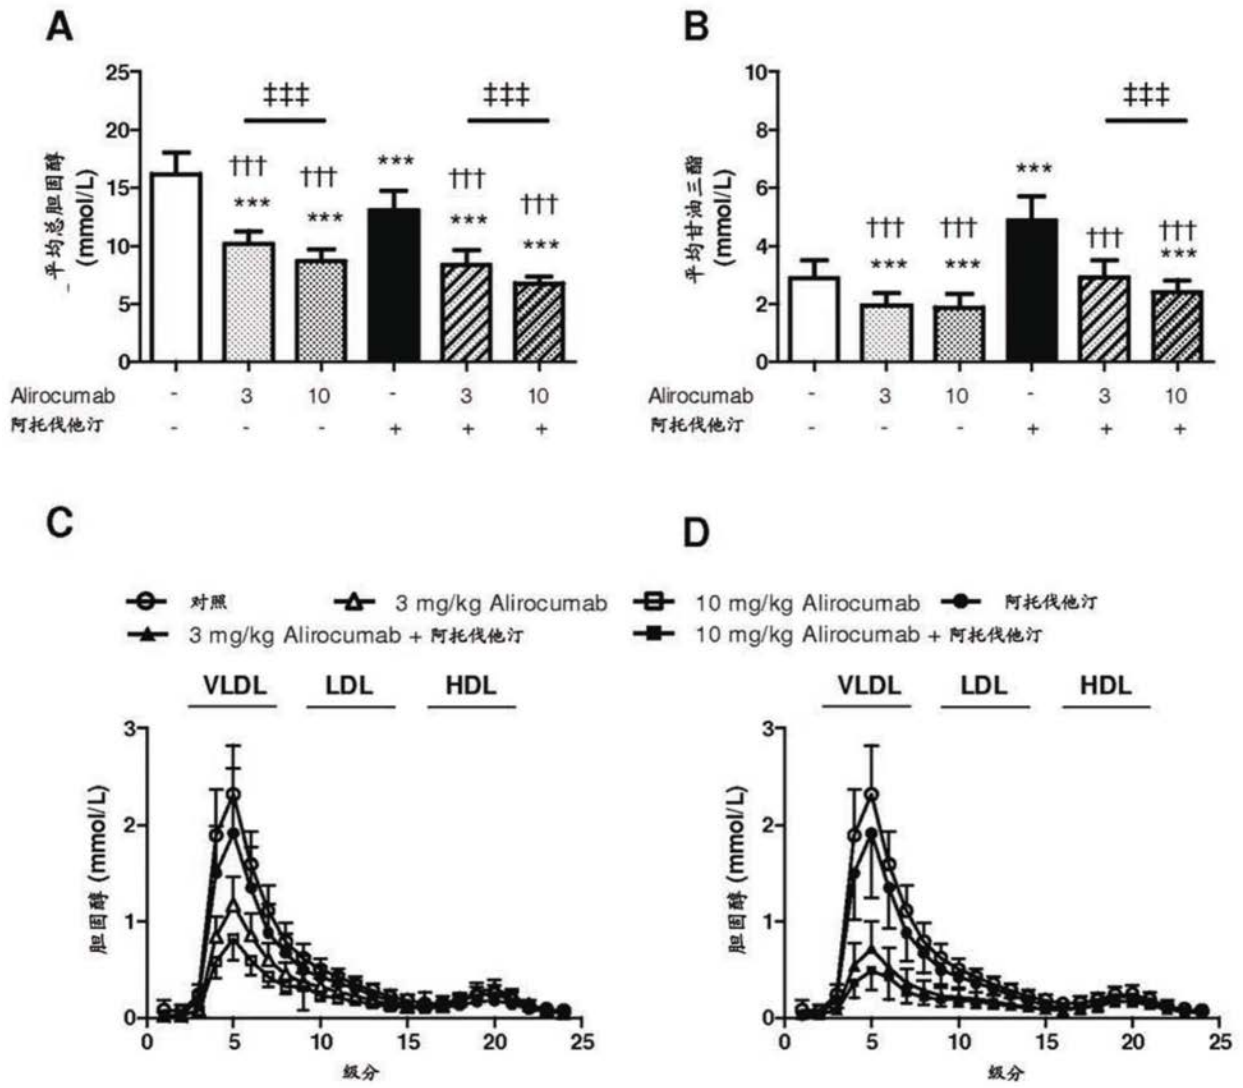 A
平均总胆固醇
(mmol/L)
25
20
15
10
5
0
‡‡‡
‡‡‡
†††
***
†††
***
***
†††
***
†††
***
Alirocumab - 3 10 - 3 10
阿托伐他汀 - - - + + +
B
平均甘油三酯
(mmol/L)
10
8
6
4
2
0
‡‡‡
†††
***
†††
***
***
†††
†††
***
Alirocumab - 3 10 - 3 10
阿托伐他汀 - - - + + +
C
D
对照 3 mg/kg Alirocumab 10 mg/kg Alirocumab 阿托伐他汀
3 mg/kg Alirocumab + 阿托伐他汀 10 mg/kg Alirocumab + 阿托伐他汀
VLDL LDL HDL
胆固醇 (mmol/L)
3
2
1
0
0 5 10 15 20 25
级分
VLDL LDL HDL
胆固醇 (mmol/L)
3
2
1
0
0 5 10 15 20 25
级分